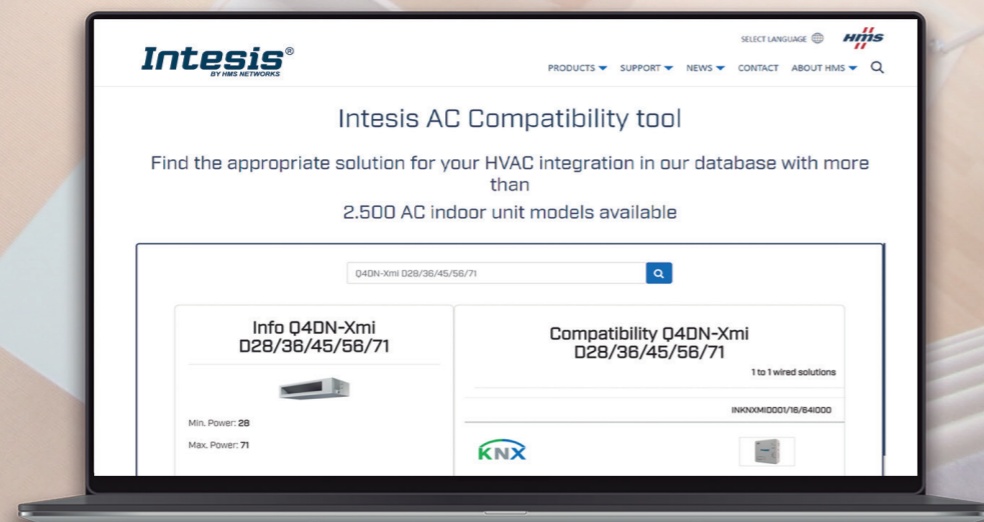 SELECT LANGUAGE
HMS
Intesis®
BY HMS NETWORKS
PRODUCTS SUPPORT NEWS CONTACT ABOUT HMS
Intesis AC Compatibility tool
Find the appropriate solution for your HVAC integration in our database with more
than
2.500 AC indoor unit models available
Q4DN-Xmi D28/36/45/56/71
Info Q4DN-Xmi
D28/36/45/56/71
Min. Power: 28
Max. Power: 71
Compatibility Q4DN-Xmi
D28/36/45/56/71
1 to 1 wired solutions
INKNXMID001/16/64I000
KNX